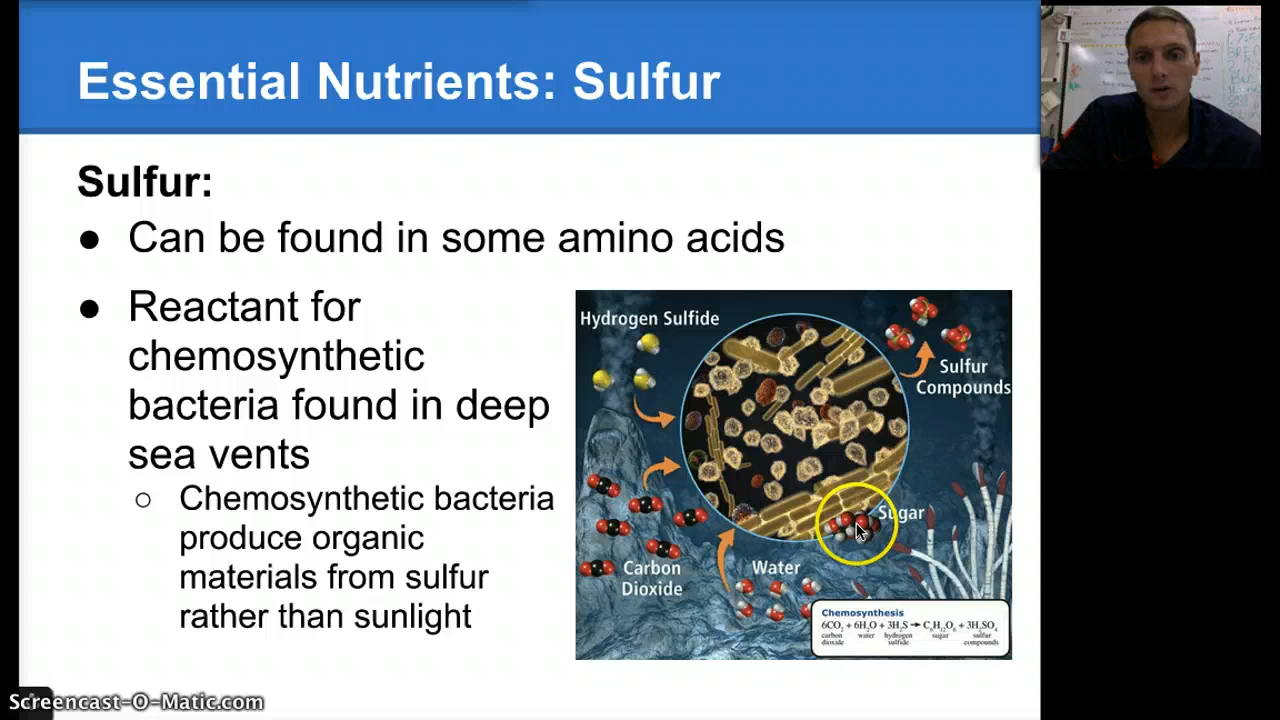 Essential Nutrients: Sulfur
Sulfur:
● Can be found in some amino acids
● Reactant for
chemosynthetic
bacteria found in deep
sea vents
○ Chemosynthetic bacteria
produce organic
materials from sulfur
rather than sunlight
Hydrogen Sulfide
Sulfur
Compounds
Sugar
Carbon
Dioxide
Water
Chemosynthesis
6CO₂ + 6H₂O + 3H₂S → C₆H₁₂O₆ + 3H₂SO₄
carbon dioxide water hydrogen sulfide sugar sulfur compounds
Screencast-O-Matic.com